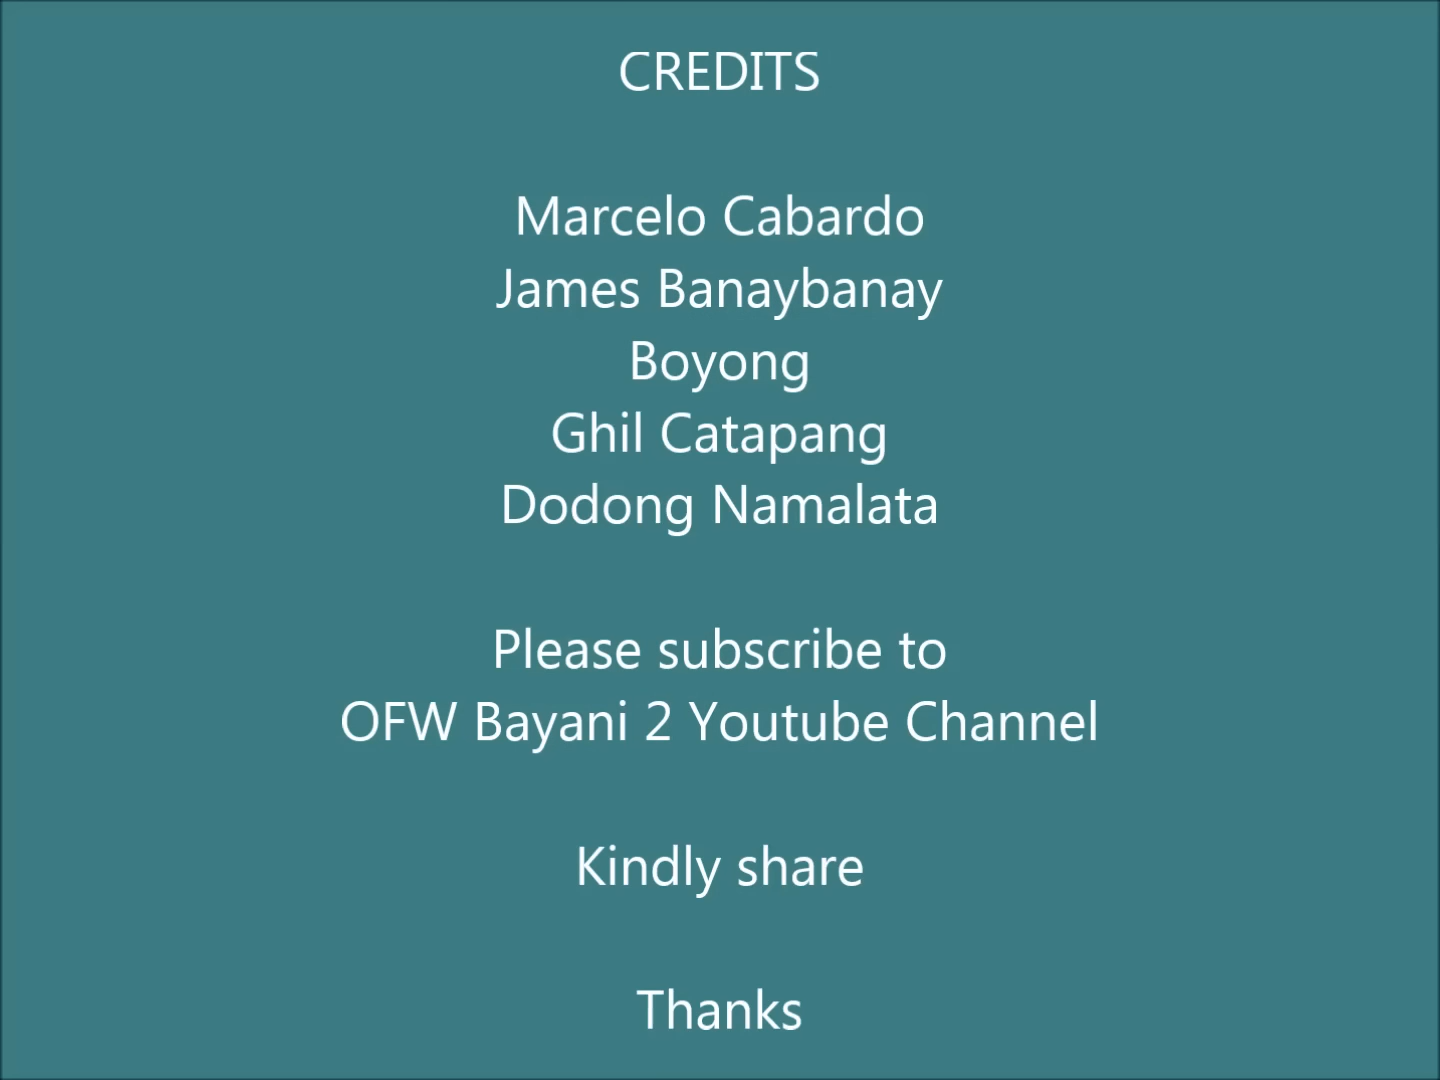 CREDITS
Marcelo Cabardo
James Banaybanay
Boyong
Ghil Catapang
Dodong Namalata
Please subscribe to
OFW Bayani 2 Youtube Channel
Kindly share
Thanks